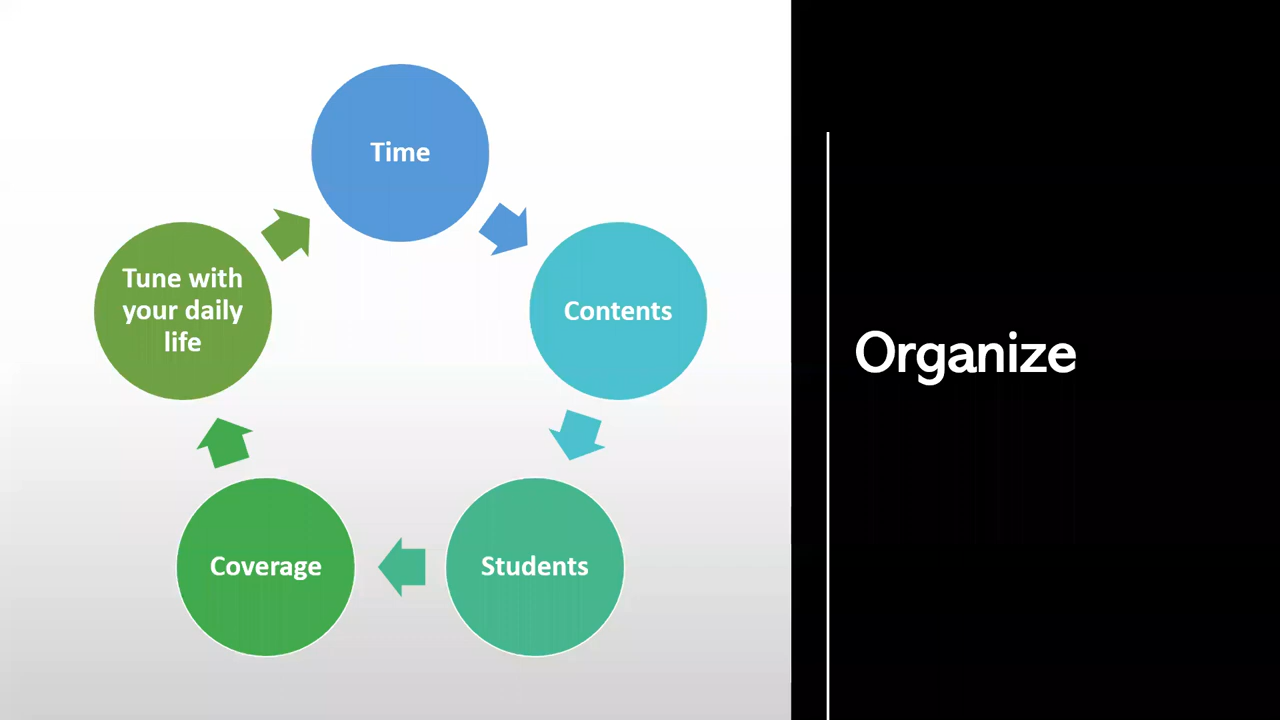 Time
Contents
Students
Coverage
Tune with
your daily
life
Organize